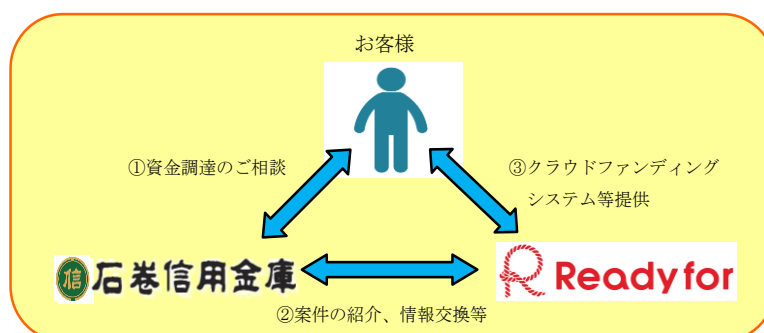 お客様
①資金調達のご相談
③クラウドファンディング
システム等提供
信 石巻信用金庫
Readyfor
②案件の紹介、情報交換等